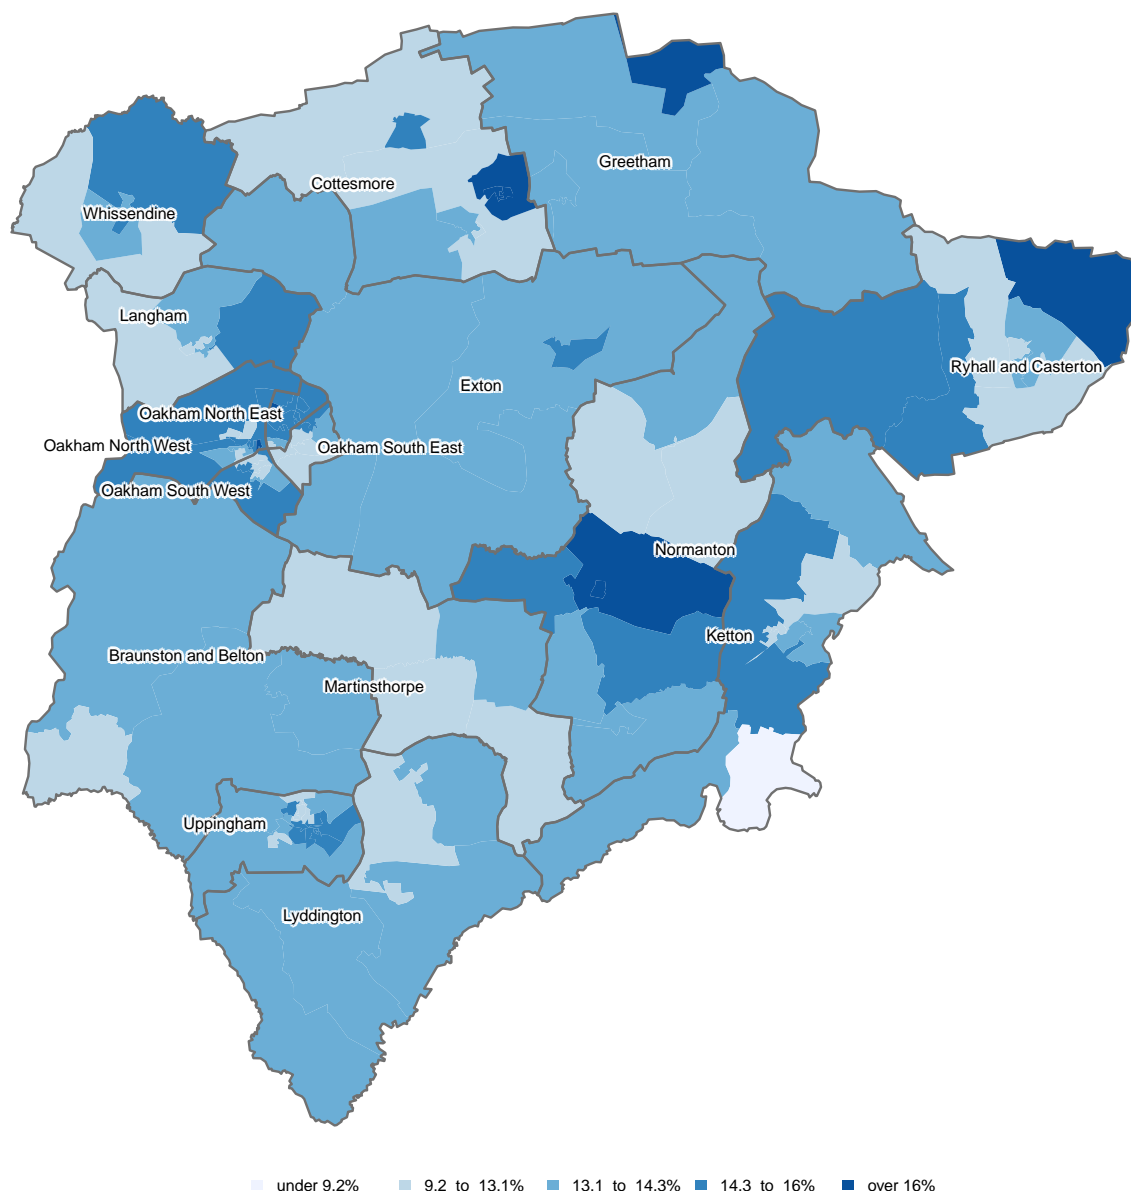 Greetham
Cottesmore
Whissendine
Langham
Ryhall and Casterton
Exton
Oakham North East
Oakham North West
Oakham South East
Oakham South West
Normanton
Ketton
Braunston and Belton
Martinsthorpe
Uppingham
Lyddington
under 9.2% 9.2 to 13.1% 13.1 to 14.3% 14.3 to 16% over 16%